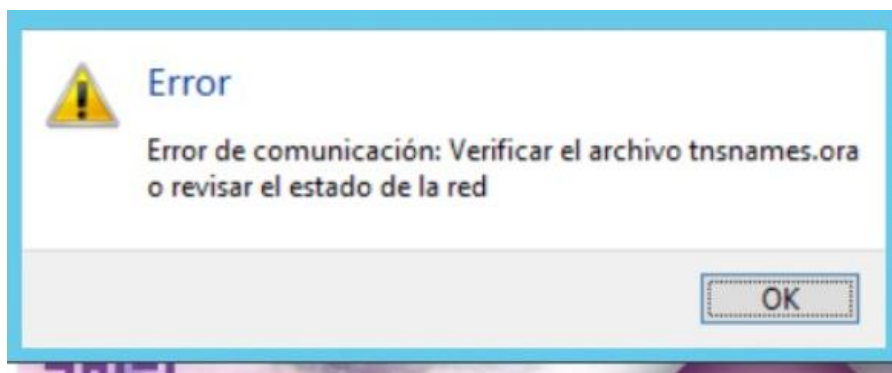 Error
Error de comunicación: Verificar el archivo tnsnames.ora
o revisar el estado de la red
OK